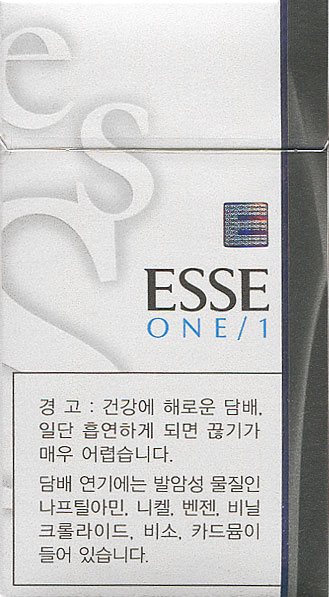 es
ESSE
ONE/1
경 고 : 건강에 해로운 담배,
일단 흡연하게 되면 끊기가
매우 어렵습니다.
담배 연기에는 발암성 물질인
나프틸아민, 니켈, 벤젠, 비닐
크롤라이드, 비소, 카드뮴이
들어 있습니다.